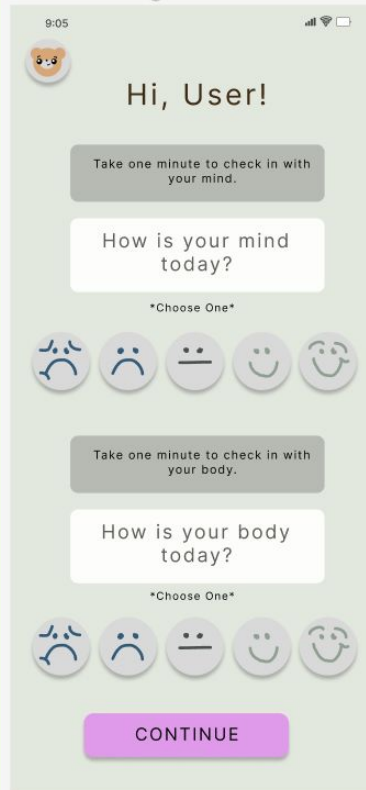 9:05
Hi, User!
Take one minute to check in with
your mind.
How is your mind
today?
*Choose One*
Take one minute to check in with
your body.
How is your body
today?
*Choose One*
CONTINUE